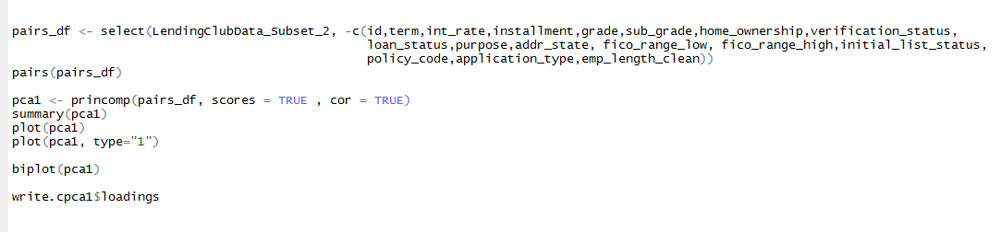 pairs_df <- select(LendingClubData_Subset_2, -c(id,term,int_rate,installment,grade,sub_grade,home_ownership,verification_status,
loan_status,purpose,addr_state, fico_range_low, fico_range_high,initial_list_status,
policy_code,application_type,emp_length_clean))
pairs(pairs_df)
pca1 <- princomp(pairs_df, scores = TRUE , cor = TRUE)
summary(pca1)
plot(pca1)
plot(pca1, type="1")
biplot(pca1)
write.cpca1$loadings